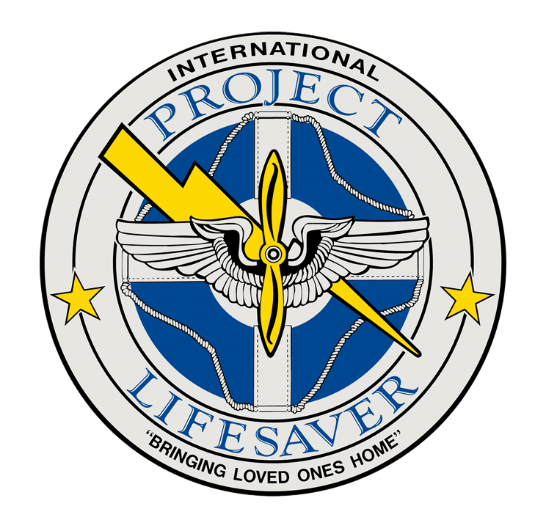 INTERNATIONAL
PROJECT
LIFESAVER
“BRINGING LOVED ONES HOME”